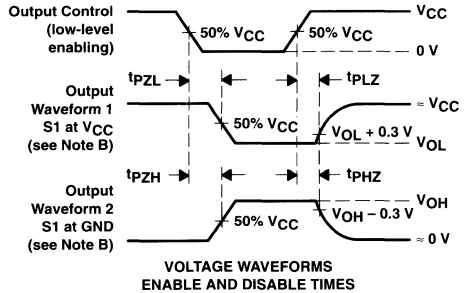 Output Control
(low-level
enabling)
50% VCC
50% VCC
VCC
0 V
tPZL
tPLZ
Output
Waveform 1
S1 at VCC
(see Note B)
50% VCC
VOL + 0.3 V
≈ VCC
VOL
tPZH
tPHZ
Output
Waveform 2
S1 at GND
(see Note B)
50% VCC
VOH − 0.3 V
VOH
≈ 0 V
VOLTAGE WAVEFORMS
ENABLE AND DISABLE TIMES